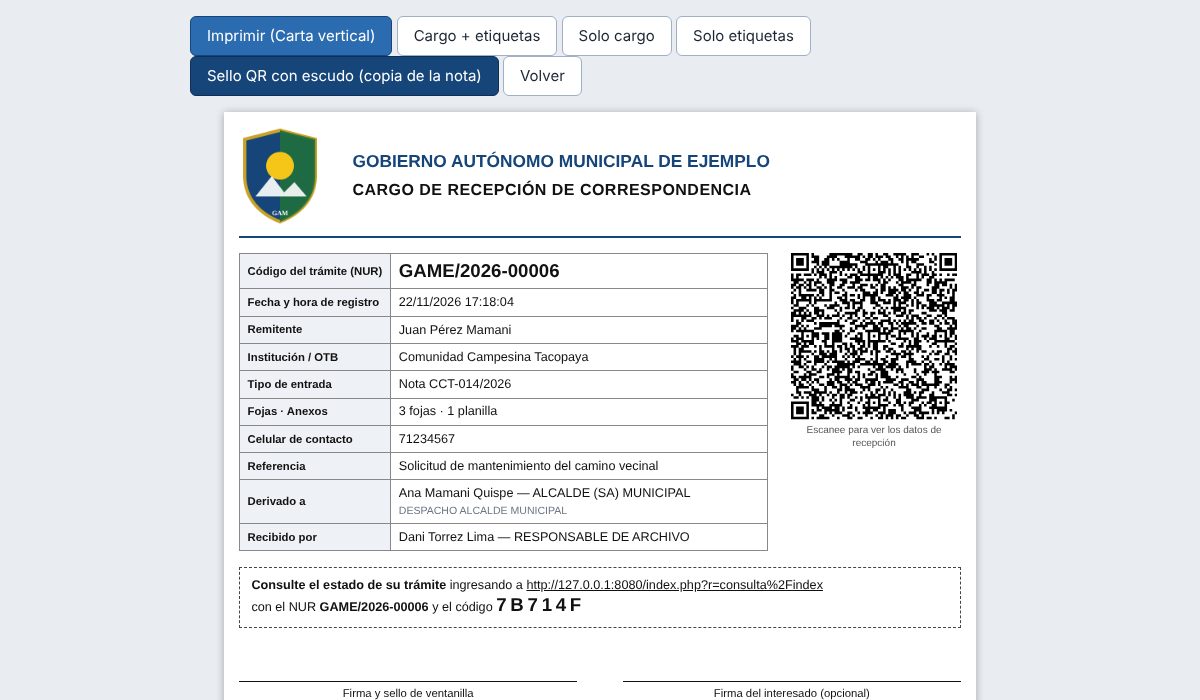 Imprimir (Carta vertical)
Cargo + etiquetas
Solo cargo
Solo etiquetas
Sello QR con escudo (copia de la nota)
Volver
GAM
GOBIERNO AUTÓNOMO MUNICIPAL DE EJEMPLO
CARGO DE RECEPCIÓN DE CORRESPONDENCIA
Código del trámite (NUR) GAME/2026-00006
Fecha y hora de registro 22/11/2026 17:18:04
Remitente Juan Pérez Mamani
Institución / OTB Comunidad Campesina Tacopaya
Tipo de entrada Nota CCT-014/2026
Fojas · Anexos 3 fojas · 1 planilla
Celular de contacto 71234567
Referencia Solicitud de mantenimiento del camino vecinal
Derivado a Ana Mamani Quispe — ALCALDE (SA) MUNICIPAL
DESPACHO ALCALDE MUNICIPAL
Recibido por Dani Torrez Lima — RESPONSABLE DE ARCHIVO
Escanee para ver los datos de
recepción
Consulte el estado de su trámite ingresando a http://127.0.0.1:8080/index.php?r=consulta%2Findex
con el NUR GAME/2026-00006 y el código 7B714F
Firma y sello de ventanilla
Firma del interesado (opcional)